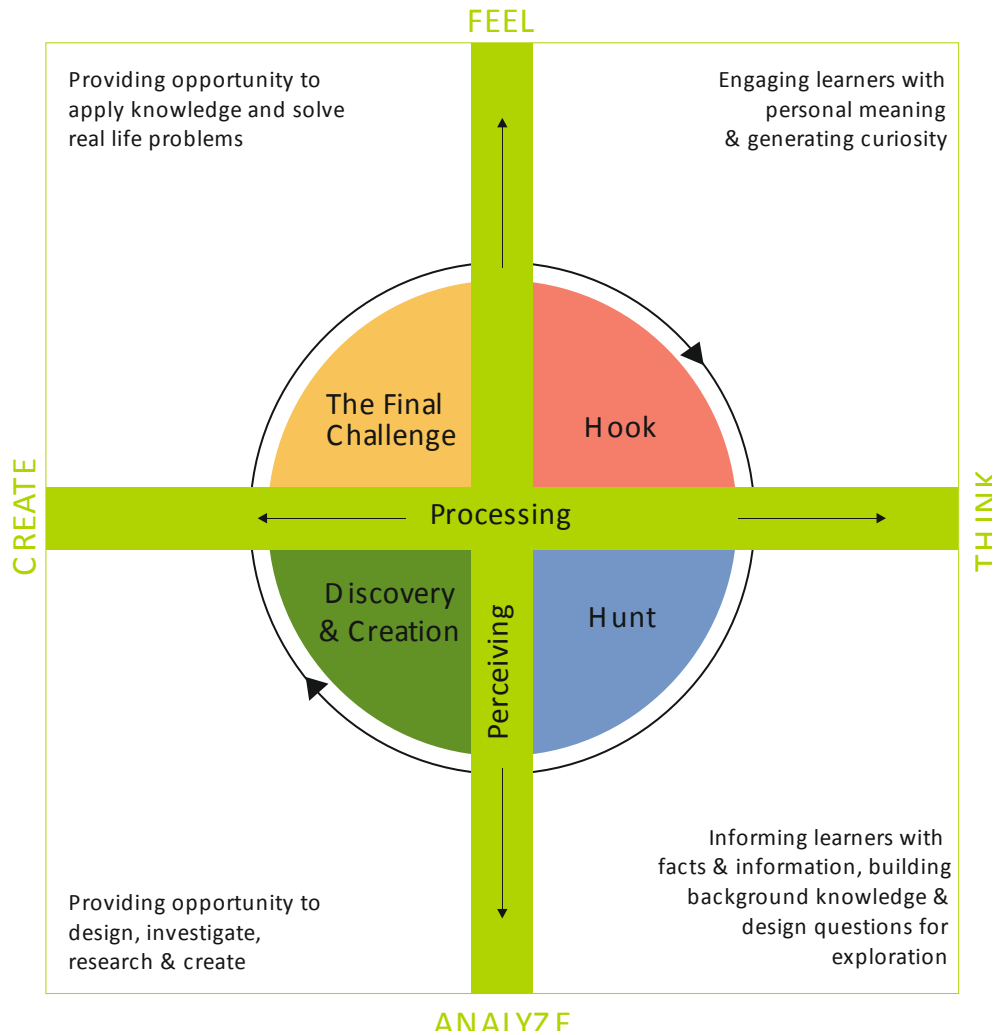 FEEL
Providing opportunity to
apply knowledge and solve
real life problems
Engaging learners with
personal meaning
& generating curiosity
The Final
Challenge
Hook
CREATE
Processing
THINK
Discovery
& Creation
Hunt
Perceiving
Providing opportunity to
design, investigate,
research & create
Informing learners with
facts & information, building
background knowledge &
design questions for
exploration
ANALYZE